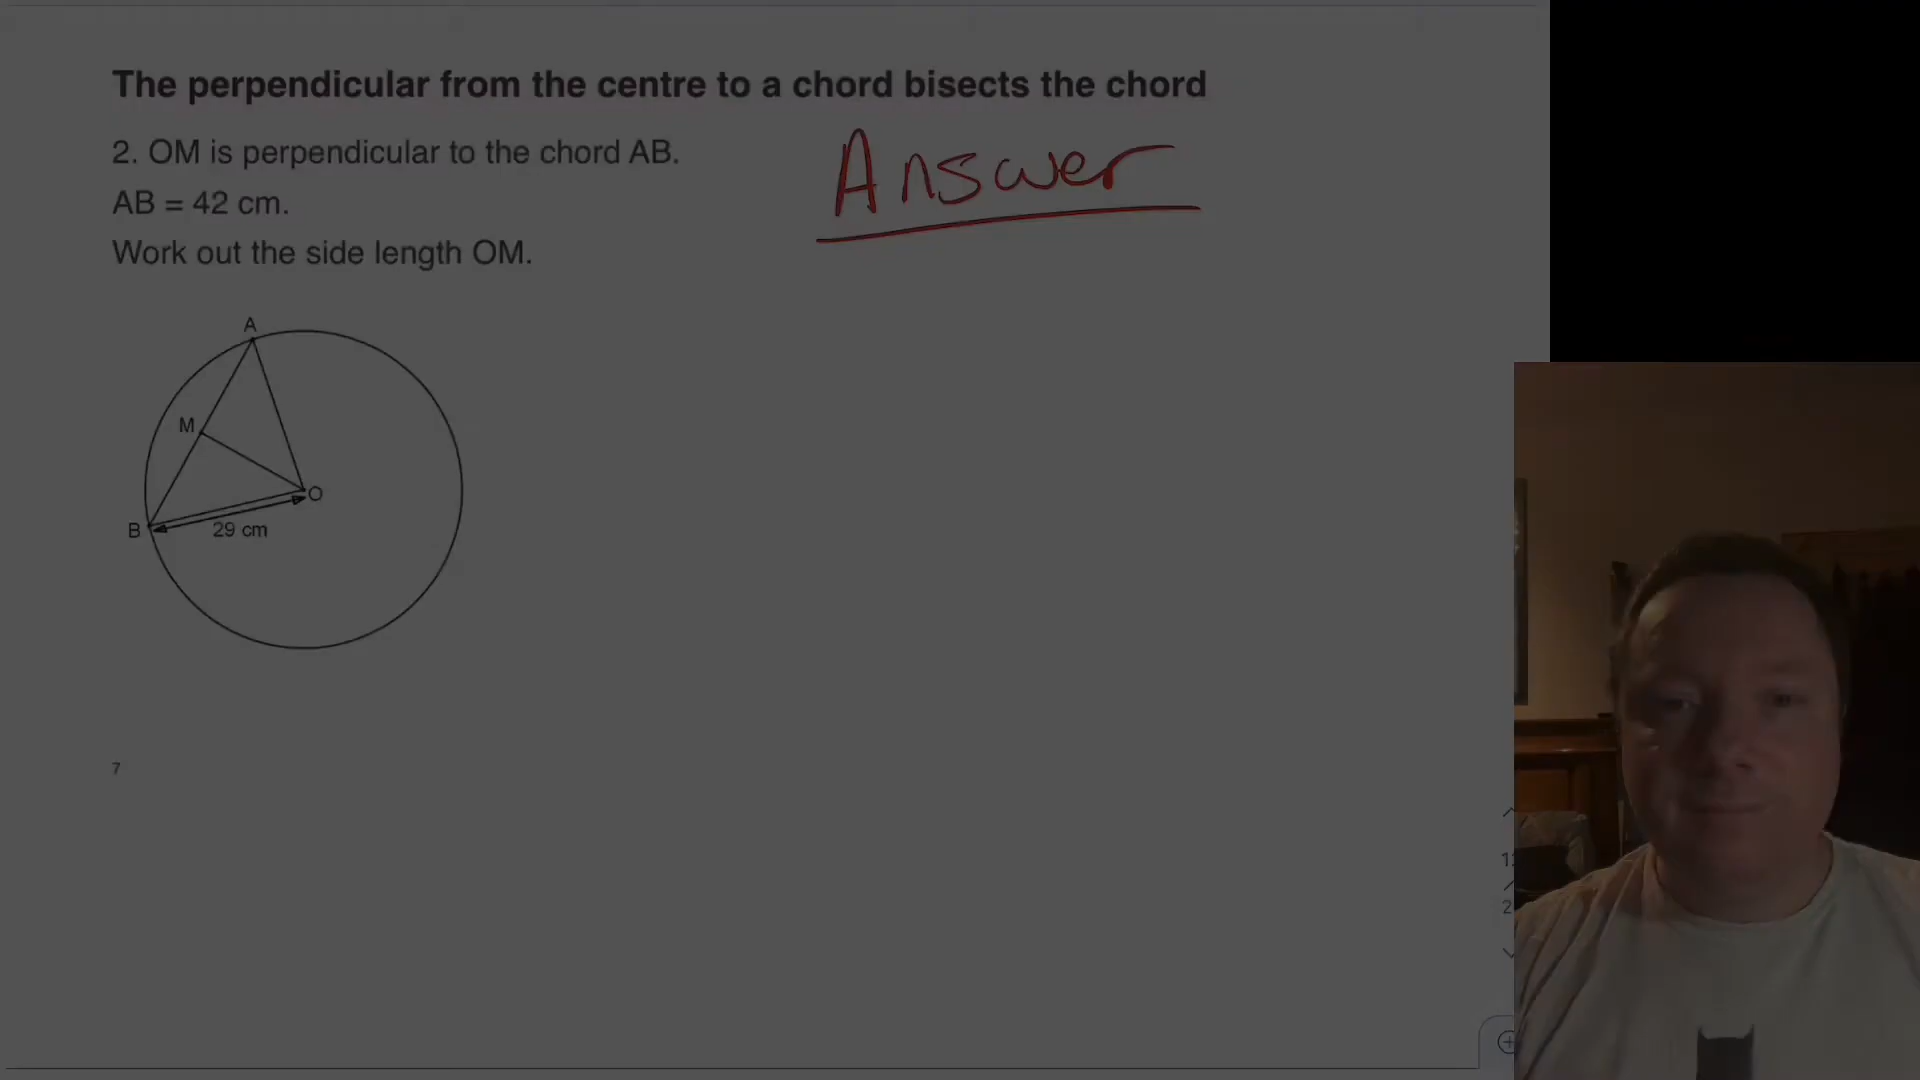 The perpendicular from the centre to a chord bisects the chord
2. OM is perpendicular to the chord AB.
Answer
AB = 42 cm.
Work out the side length OM.
A
M
O
B
29 cm
7
2